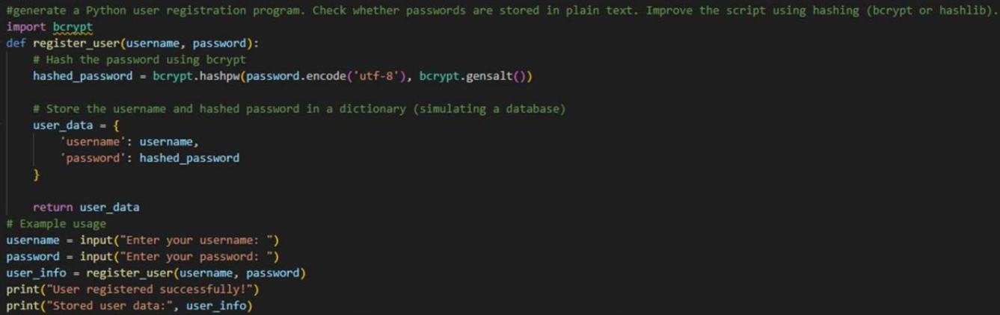 #generate a Python user registration program. Check whether passwords are stored in plain text. Improve the script using hashing (bcrypt or hashlib).
import bcrypt
def register_user(username, password):
    # Hash the password using bcrypt
    hashed_password = bcrypt.hashpw(password.encode('utf-8'), bcrypt.gensalt())
    # Store the username and hashed password in a dictionary (simulating a database)
    user_data = {
        'username': username,
        'password': hashed_password
    }
    return user_data
# Example usage
username = input("Enter your username: ")
password = input("Enter your password: ")
user_info = register_user(username, password)
print("User registered successfully!")
print("Stored user data:", user_info)